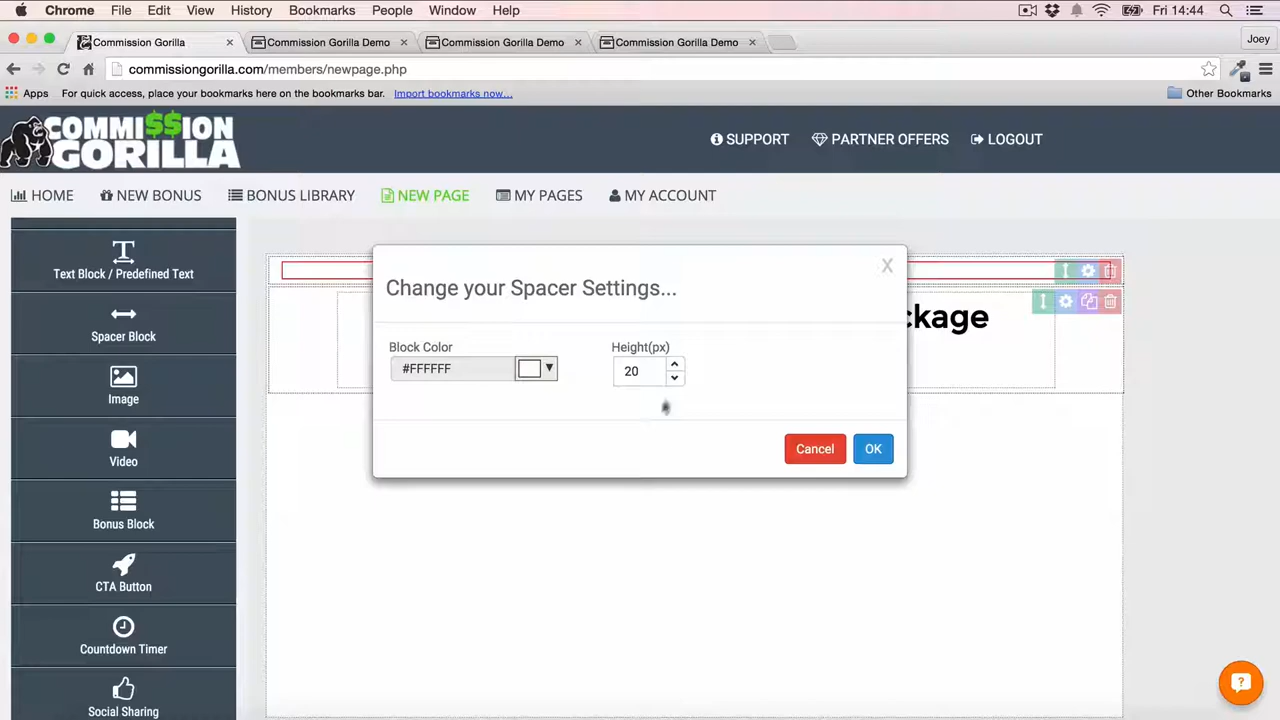 Chrome File Edit View History Bookmarks People Window Help Fri 14:44
Commission Gorilla Commission Gorilla Demo Commission Gorilla Demo Commission Gorilla Demo Joey
commissiongorilla.com/members/newpage.php
Apps For quick access, place your bookmarks here on the bookmarks bar. Import bookmarks now... Other Bookmarks
COMMI$$ION
GORILLA
SUPPORT PARTNER OFFERS LOGOUT
HOME NEW BONUS BONUS LIBRARY NEW PAGE MY PAGES MY ACCOUNT
Text Block / Predefined Text
Spacer Block
Image
Video
Bonus Block
CTA Button
Countdown Timer
Social Sharing
X
Change your Spacer Settings...
ckage
Block Color Height(px)
#FFFFFF 20
Cancel OK